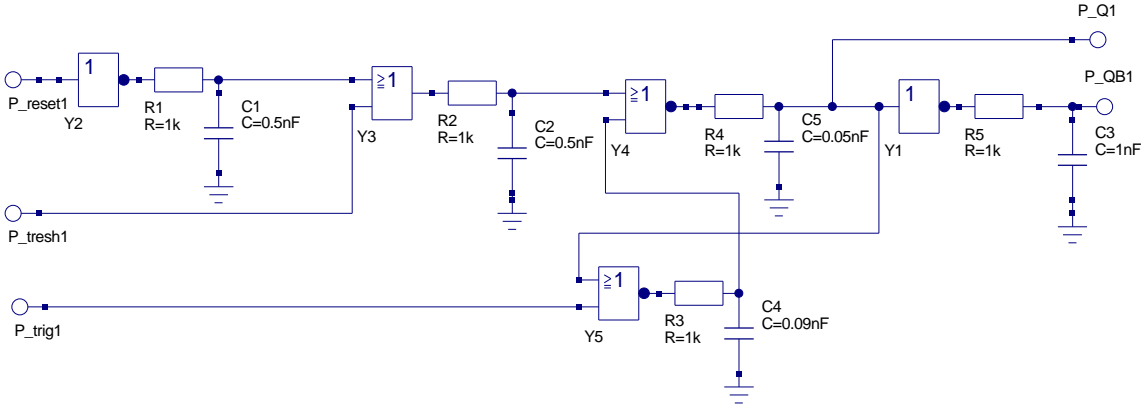 P_Q1
P_QB1
1
P_reset1
Y2
R1
R=1k
C1
C=0.5nF
≥1
Y3
R2
R=1k
C2
C=0.5nF
≥1
Y4
R4
R=1k
C5
C=0.05nF
1
Y1
R5
R=1k
C3
C=1nF
P_tresh1
≥1
Y5
R3
R=1k
C4
C=0.09nF
P_trig1